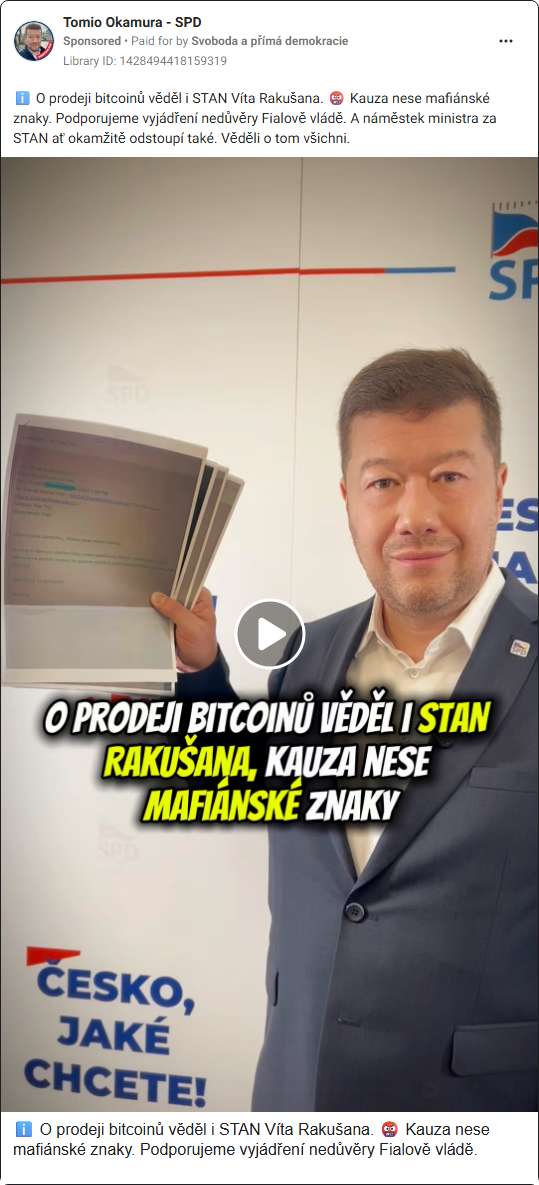 Tomio Okamura - SPD
Sponsored • Paid for by Svoboda a přímá demokracie
Library ID: 1428494418159319
ℹ️ O prodeji bitcoinů věděl i STAN Víta Rakušana. 🤬 Kauza nese mafiánské
znaky. Podporujeme vyjádření nedůvěry Fialově vládě. A náměstek ministra za
STAN ať okamžitě odstoupí také. Věděli o tom všichni.
SPD
O PRODEJI BITCOINŮ VĚDĚL I STAN
RAKUŠANA, KAUZA NESE
MAFIÁNSKÉ ZNAKY
SPD
ČESKO,
JAKÉ
CHCETE!
ℹ️ O prodeji bitcoinů věděl i STAN Víta Rakušana. 🤬 Kauza nese
mafiánské znaky. Podporujeme vyjádření nedůvěry Fialově vládě.